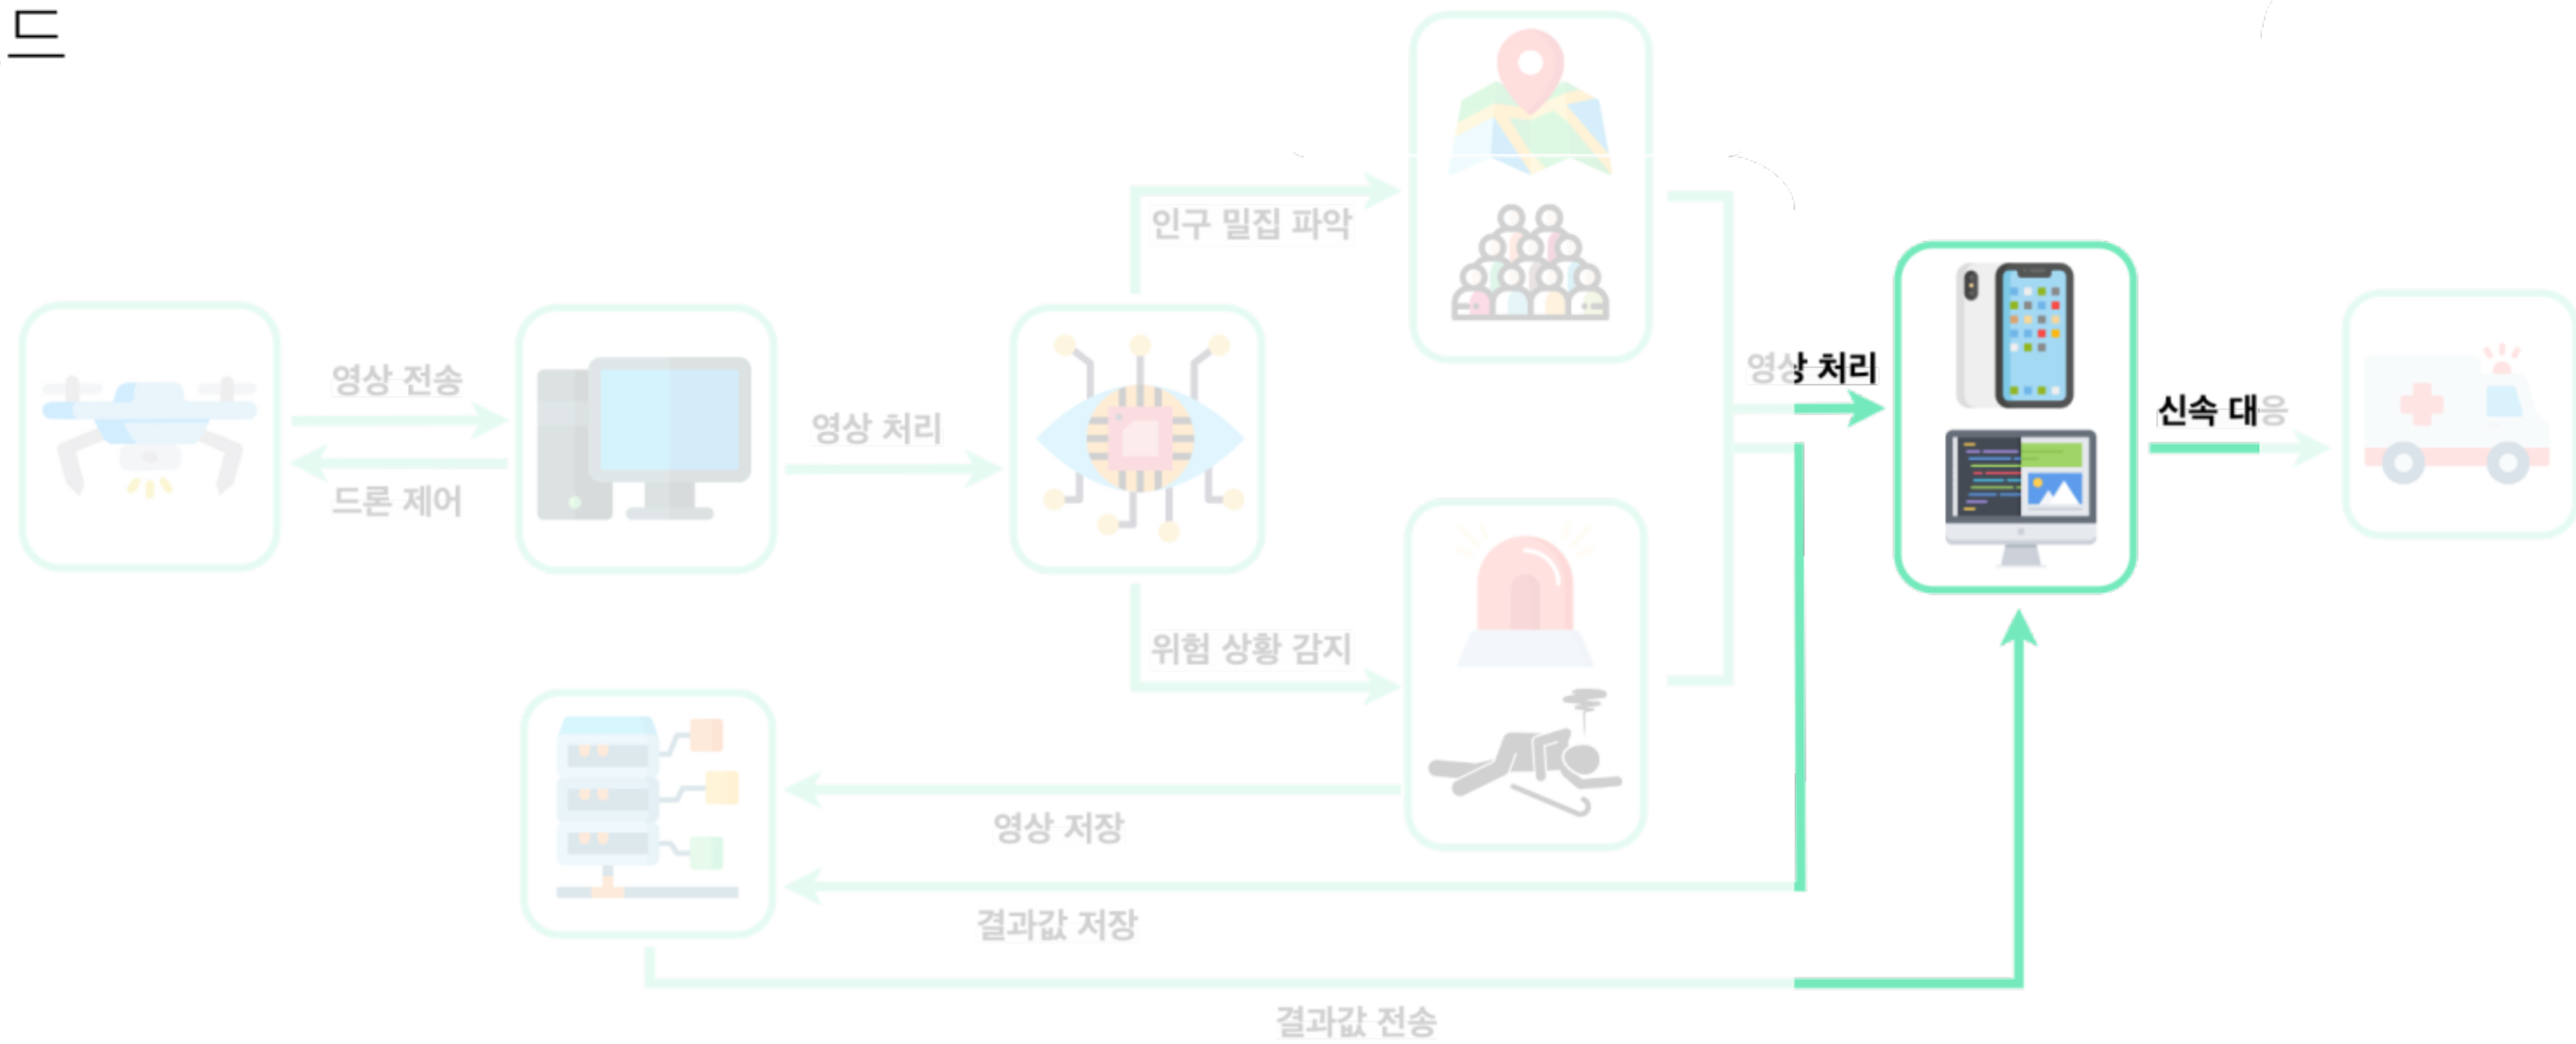 드
인구 밀집 파악
영상 전송
영상 처리
드론 제어
영상 처리
신속 대응
위험 상황 감지
영상 저장
결과값 저장
결과값 전송